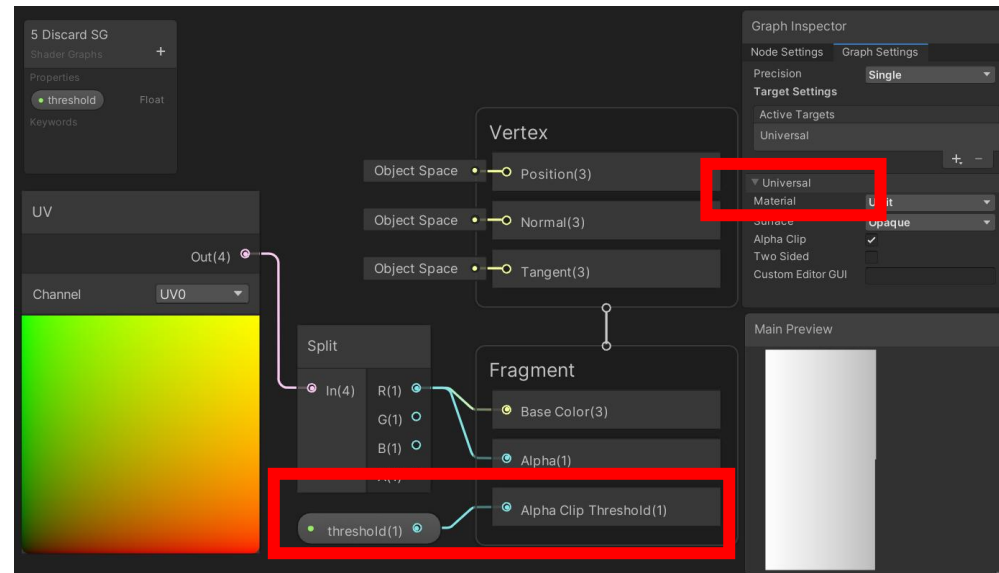 5 Discard SG
Shader Graphs
+
Properties
threshold Float
Keywords
UV
Out(4)
Channel UV0
Split
In(4)
R(1)
G(1)
B(1)
threshold(1)
Vertex
Object Space Position(3)
Object Space Normal(3)
Object Space Tangent(3)
Fragment
Base Color(3)
Alpha(1)
Alpha Clip Threshold(1)
Graph Inspector
Node Settings Graph Settings
Precision Single
Target Settings
Active Targets
Universal
+ -
Universal
Material
Surface Opaque
Alpha Clip
Two Sided
Custom Editor GUI
Main Preview